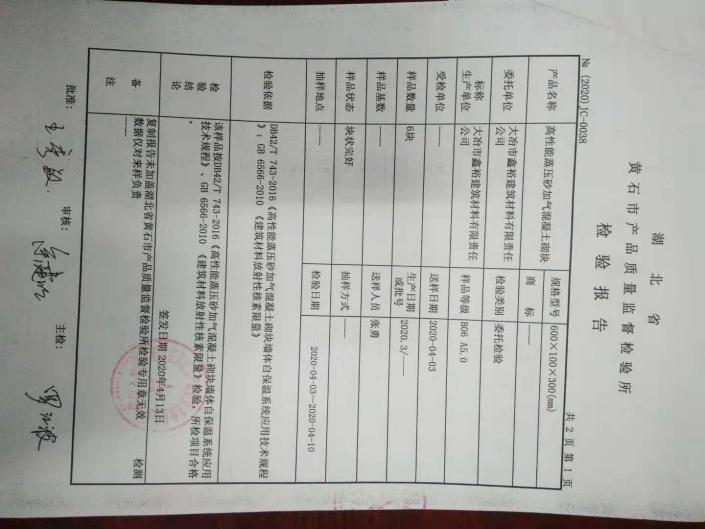 湖北省
黄石市产品质量监督检验所
检验报告
№ (2020)JC-0038
共 2 页 第 1 页
产品名称 高性能蒸压砂加气混凝土砌块 规格型号 600×100×300(mm)
委托单位 大冶市鑫裕建筑材料有限责任公司 商标 ——
检验类别 委托检验
标称生产单位 大冶市鑫裕建筑材料有限责任公司 样品等级 B06 A5.0
受检单位 —— 送样日期 2020-04-03
样品数量 6块 生产日期或批号 2020.3/——
样品基数 —— 送样人员 张勇
样品状态 块状完好 抽样方式 ——
抽样地点 —— 检验日期 2020-04-03~2020-04-10
检验依据 DB42/T 743-2016《高性能蒸压砂加气混凝土砌块墙体自保温系统应用技术规程
》；GB 6566-2010 《建筑材料放射性核素限量》
检验结论 该样品按DB42/T 743-2016《高性能蒸压砂加气混凝土砌块墙体自保温系统应用
技术规程》、GB 6566-2010 《建筑材料放射性核素限量》检验，所检项目合格
。
签发日期 2020年4月13日
备注 复制报告未加盖湖北省黄石市产品质量监督检验所检验专用章无效 检测
数据仅对来样负责
批准： 审核： 主检：